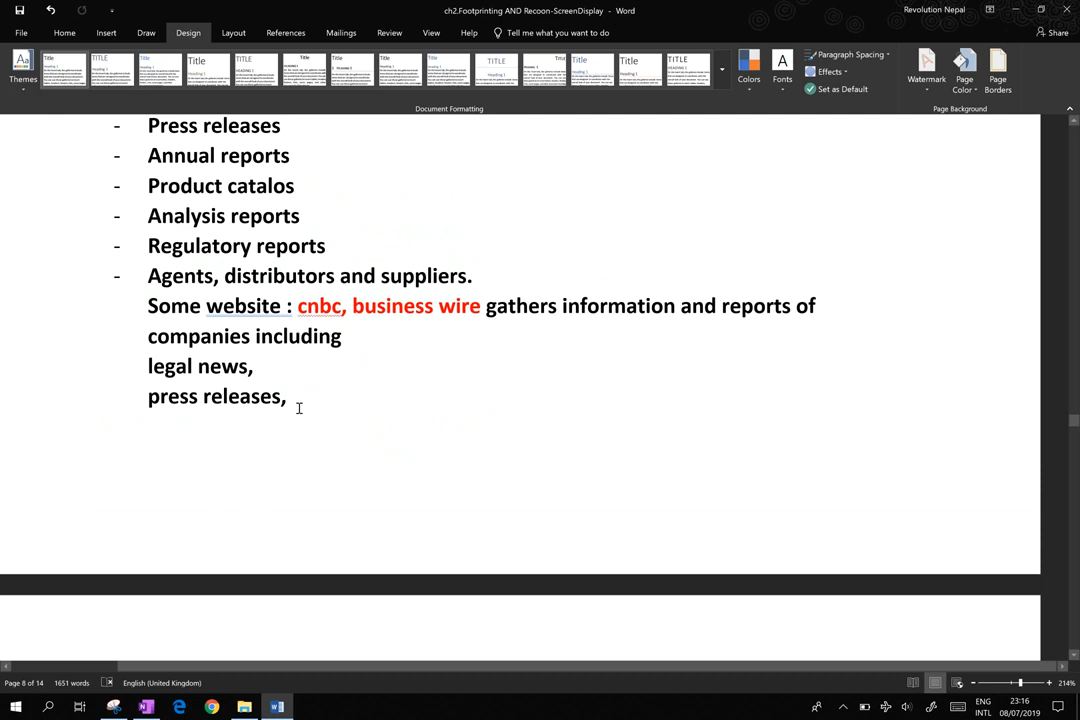 ch2.Footprinting AND Recoon-ScreenDisplay - Word
Revolution Nepal
File Home Insert Draw Design Layout References Mailings Review View Help Tell me what you want to do
Share
Themes
Colors
Fonts
Paragraph Spacing
Effects
Set as Default
Watermark
Page Color
Page Borders
Document Formatting
Page Background
- Press releases
- Annual reports
- Product catalos
- Analysis reports
- Regulatory reports
- Agents, distributors and suppliers.
Some website : cnbc, business wire gathers information and reports of
companies including
legal news,
press releases,
Page 8 of 14 1651 words English (United Kingdom)
214%
ENG
INTL
23:16
08/07/2019